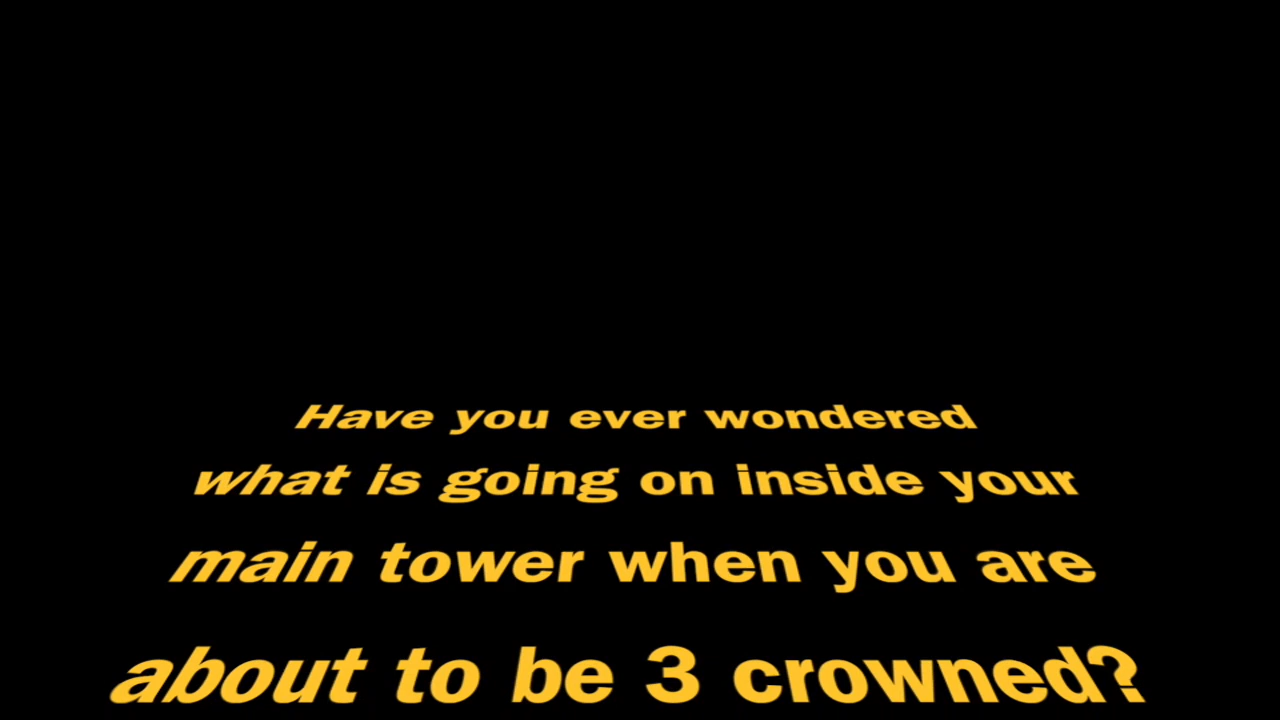 Have you ever wondered
what is going on inside your
main tower when you are
about to be 3 crowned?